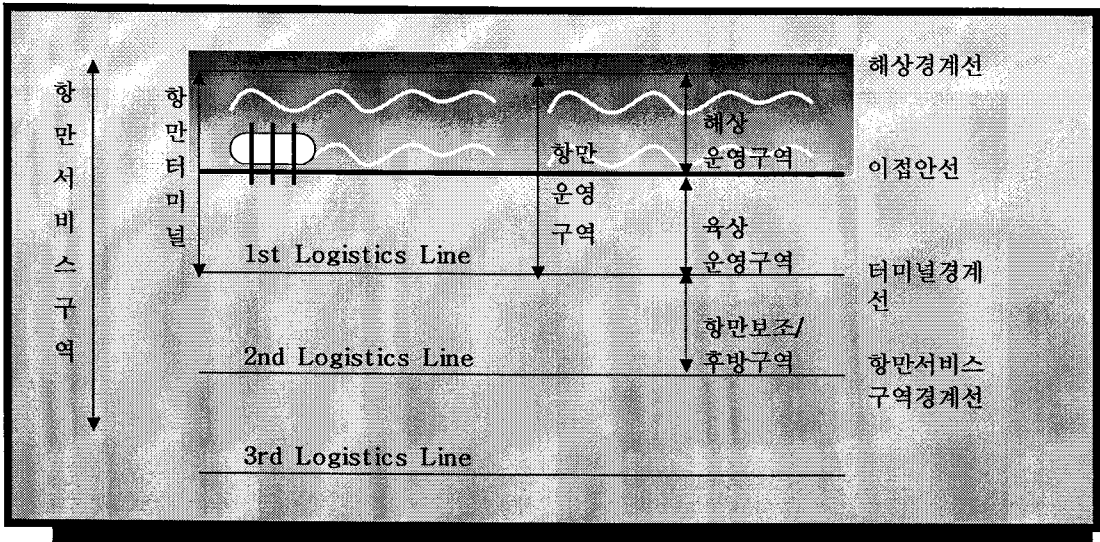 항만서비스구역
항만터미널
1st Logistics Line
2nd Logistics Line
3rd Logistics Line
항만
운영
구역
해상
운영구역
육상
운영구역
항만보조/
후방구역
해상경계선
이접안선
터미널경계
선
항만서비스
구역경계선